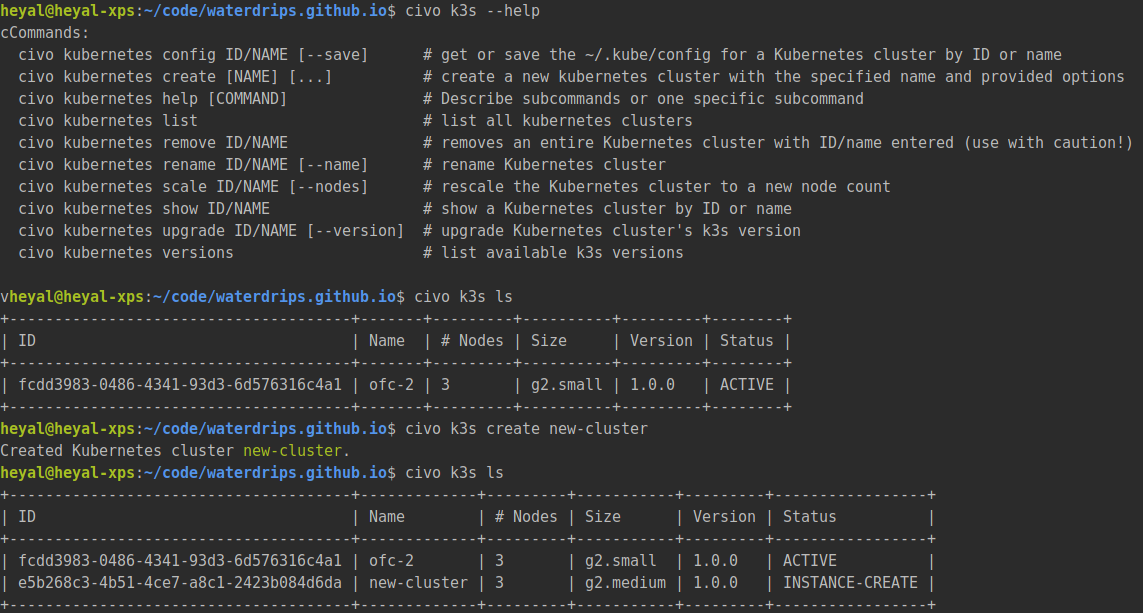 heyal@heyal-xps:~/code/waterdrips.github.io$ civo k3s --help
cCommands:
  civo kubernetes config ID/NAME [--save]      # get or save the ~/.kube/config for a Kubernetes cluster by ID or name
  civo kubernetes create [NAME] [...]          # create a new kubernetes cluster with the specified name and provided options
  civo kubernetes help [COMMAND]               # Describe subcommands or one specific subcommand
  civo kubernetes list                         # list all kubernetes clusters
  civo kubernetes remove ID/NAME               # removes an entire Kubernetes cluster with ID/name entered (use with caution!)
  civo kubernetes rename ID/NAME [--name]      # rename Kubernetes cluster
  civo kubernetes scale ID/NAME [--nodes]      # rescale the Kubernetes cluster to a new node count
  civo kubernetes show ID/NAME                 # show a Kubernetes cluster by ID or name
  civo kubernetes upgrade ID/NAME [--version]  # upgrade Kubernetes cluster's k3s version
  civo kubernetes versions                     # list available k3s versions

vheyal@heyal-xps:~/code/waterdrips.github.io$ civo k3s ls
+--------------------------------------+-------+---------+----------+---------+--------+
| ID                                   | Name  | # Nodes | Size     | Version | Status |
+--------------------------------------+-------+---------+----------+---------+--------+
| fcdd3983-0486-4341-93d3-6d576316c4a1 | ofc-2 | 3       | g2.small | 1.0.0   | ACTIVE |
+--------------------------------------+-------+---------+----------+---------+--------+
heyal@heyal-xps:~/code/waterdrips.github.io$ civo k3s create new-cluster
Created Kubernetes cluster new-cluster.
heyal@heyal-xps:~/code/waterdrips.github.io$ civo k3s ls
+--------------------------------------+-------------+---------+-----------+---------+-----------------+
| ID                                   | Name        | # Nodes | Size      | Version | Status          |
+--------------------------------------+-------------+---------+-----------+---------+-----------------+
| fcdd3983-0486-4341-93d3-6d576316c4a1 | ofc-2       | 3       | g2.small  | 1.0.0   | ACTIVE          |
| e5b268c3-4b51-4ce7-a8c1-2423b084d6da | new-cluster | 3       | g2.medium | 1.0.0   | INSTANCE-CREATE |
+--------------------------------------+-------------+---------+-----------+---------+-----------------+